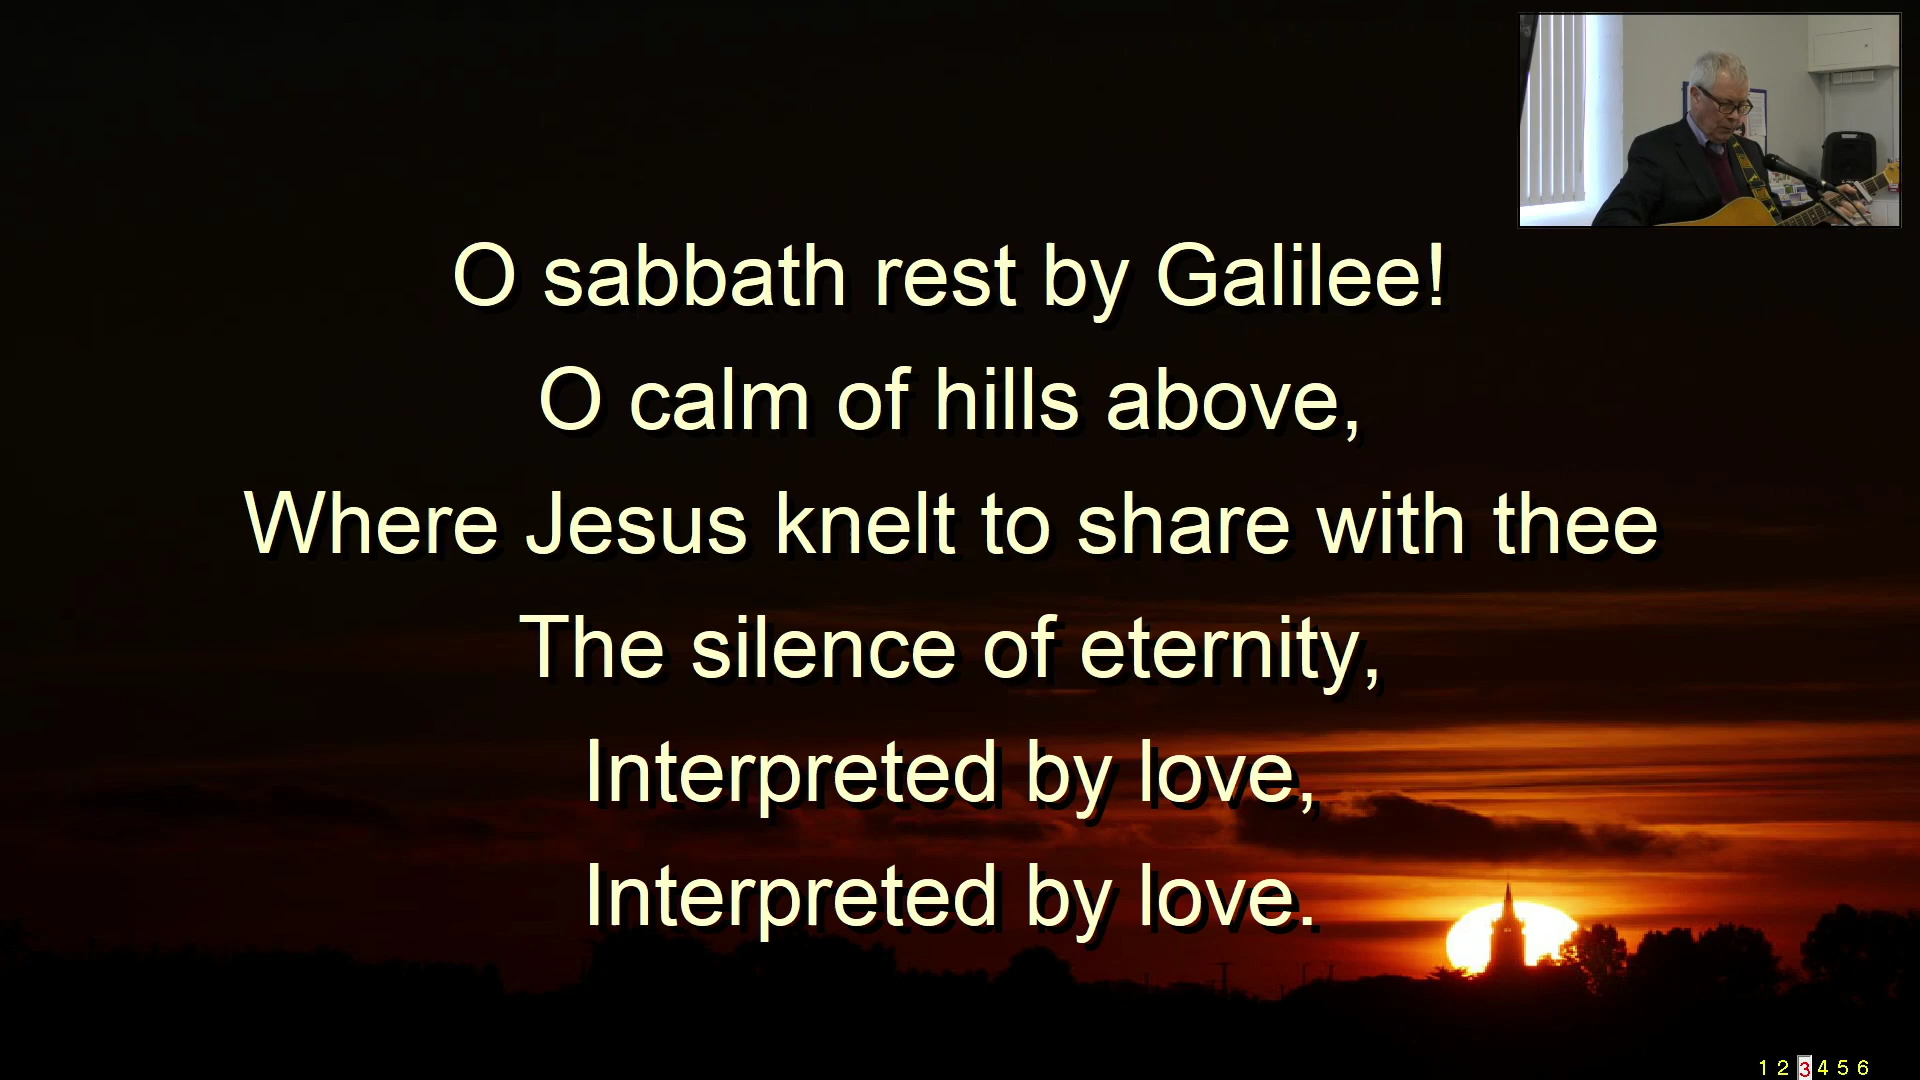 O sabbath rest by Galilee!
O calm of hills above,
Where Jesus knelt to share with thee
The silence of eternity,
Interpreted by love,
Interpreted by love.
1 2 3 4 5 6